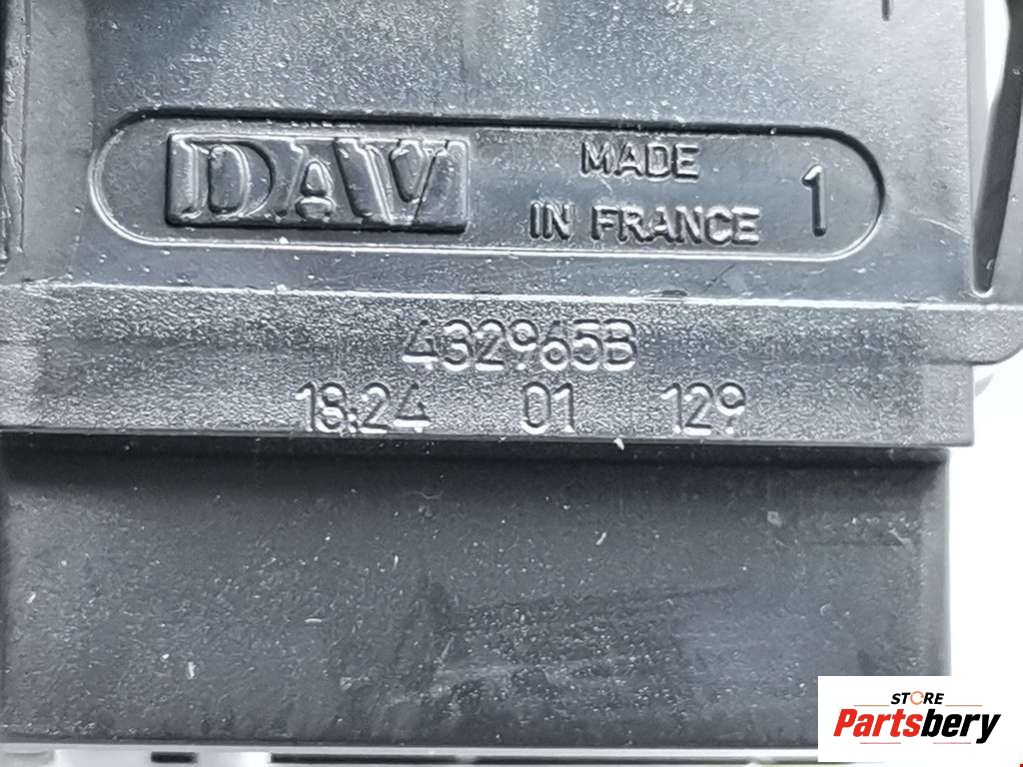 DAV MADE IN FRANCE 1
432965B
18:24 01 129
STORE
Partsbery